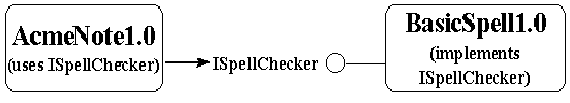 AcmeNote1.0
(uses ISpellChecker)
ISpellChecker
BasicSpell1.0
(implements
ISpellChecker)